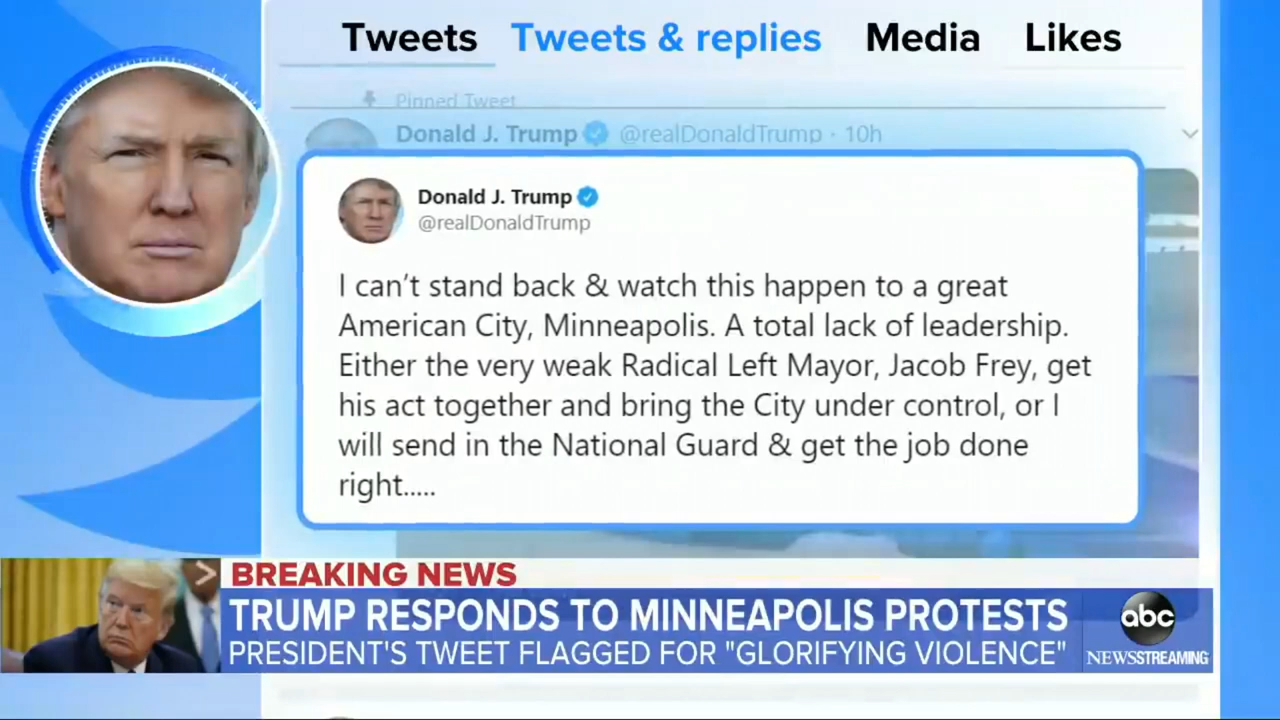 Tweets Tweets & replies Media Likes
Pinned Tweet
Donald J. Trump @realDonaldTrump · 10h
Donald J. Trump
@realDonaldTrump
I can't stand back & watch this happen to a great
American City, Minneapolis. A total lack of leadership.
Either the very weak Radical Left Mayor, Jacob Frey, get
his act together and bring the City under control, or I
will send in the National Guard & get the job done
right.....
BREAKING NEWS
TRUMP RESPONDS TO MINNEAPOLIS PROTESTS
PRESIDENT'S TWEET FLAGGED FOR "GLORIFYING VIOLENCE"
abc
NEWSSTREAMING